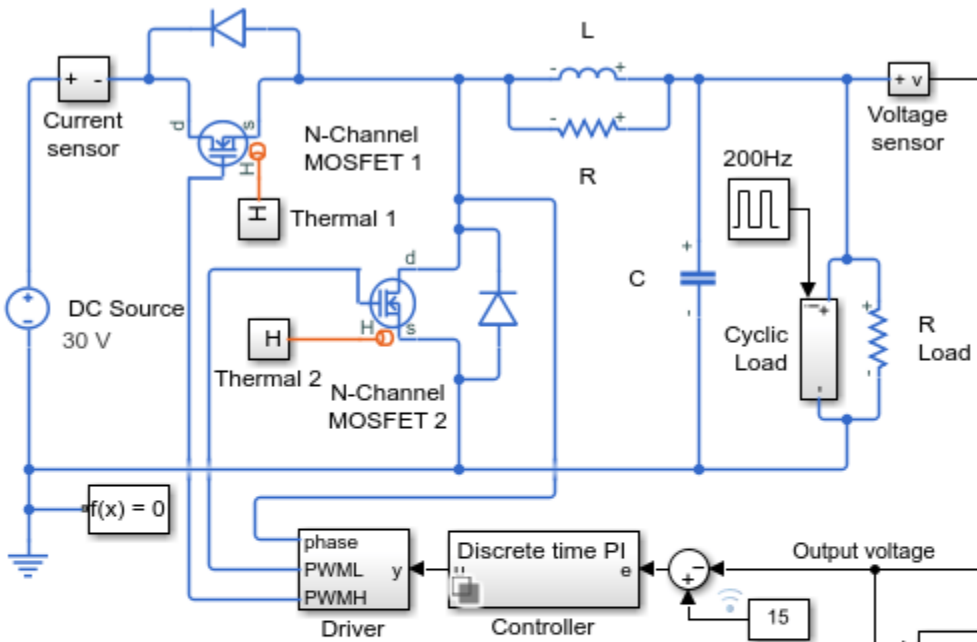 L
+ -
Current
sensor
d
s
H
N-Channel
MOSFET 1
- +
- +
R
+ v
Voltage
sensor
200Hz
H
Thermal 1
DC Source
30 V
+
-
d
H
s
H
Thermal 2
N-Channel
MOSFET 2
C
+
-
Cyclic
Load
+
-
R
Load
+
-
f(x) = 0
phase
PWML
PWMH
y
Driver
Discrete time PI
e
Controller
-
+
Output voltage
15